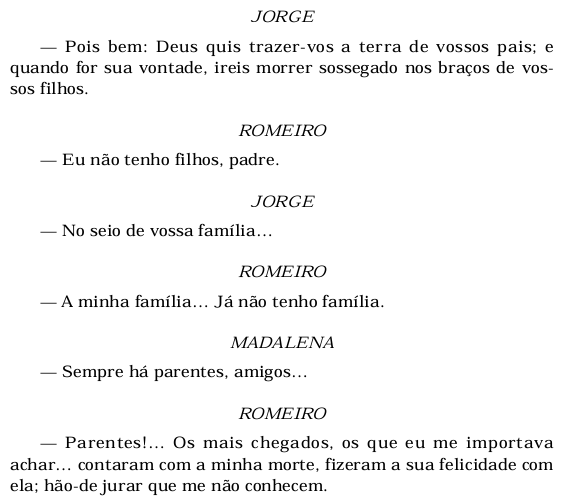 JORGE
— Pois bem: Deus quis trazer-vos a terra de vossos pais; e
quando for sua vontade, ireis morrer sossegado nos braços de vos-
sos filhos.
ROMEIRO
— Eu não tenho filhos, padre.
JORGE
— No seio de vossa família…
ROMEIRO
— A minha família… Já não tenho família.
MADALENA
— Sempre há parentes, amigos…
ROMEIRO
— Parentes!… Os mais chegados, os que eu me importava
achar… contaram com a minha morte, fizeram a sua felicidade com
ela; hão-de jurar que me não conhecem.